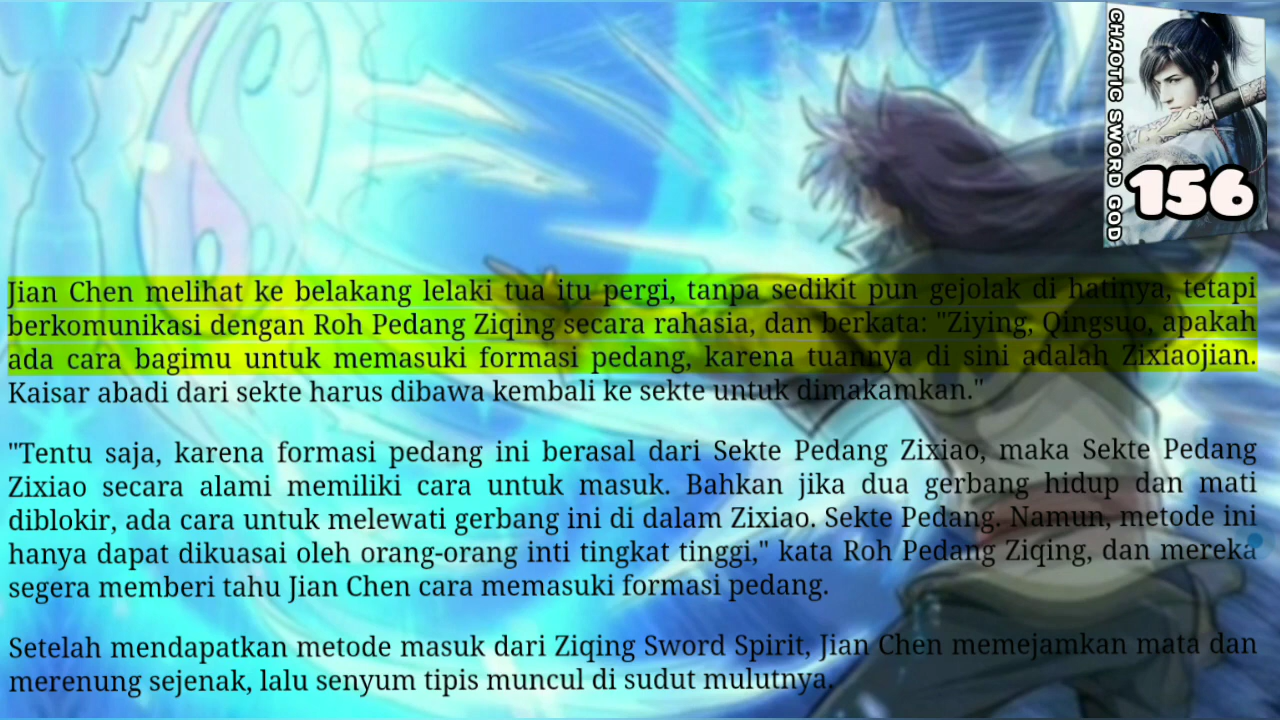 CHAOTIC SWORD GOD
156
Jian Chen melihat ke belakang lelaki tua itu pergi, tanpa sedikit pun gejolak di hatinya, tetapi
berkomunikasi dengan Roh Pedang Ziqing secara rahasia, dan berkata: "Ziying, Qingsuo, apakah
ada cara bagimu untuk memasuki formasi pedang, karena tuannya di sini adalah Zixiaojian.
Kaisar abadi dari sekte harus dibawa kembali ke sekte untuk dimakamkan."
"Tentu saja, karena formasi pedang ini berasal dari Sekte Pedang Zixiao, maka Sekte Pedang
Zixiao secara alami memiliki cara untuk masuk. Bahkan jika dua gerbang hidup dan mati
diblokir, ada cara untuk melewati gerbang ini di dalam Zixiao. Sekte Pedang. Namun, metode ini
hanya dapat dikuasai oleh orang-orang inti tingkat tinggi," kata Roh Pedang Ziqing, dan mereka
segera memberi tahu Jian Chen cara memasuki formasi pedang.
Setelah mendapatkan metode masuk dari Ziqing Sword Spirit, Jian Chen memejamkan mata dan
merenung sejenak, lalu senyum tipis muncul di sudut mulutnya.